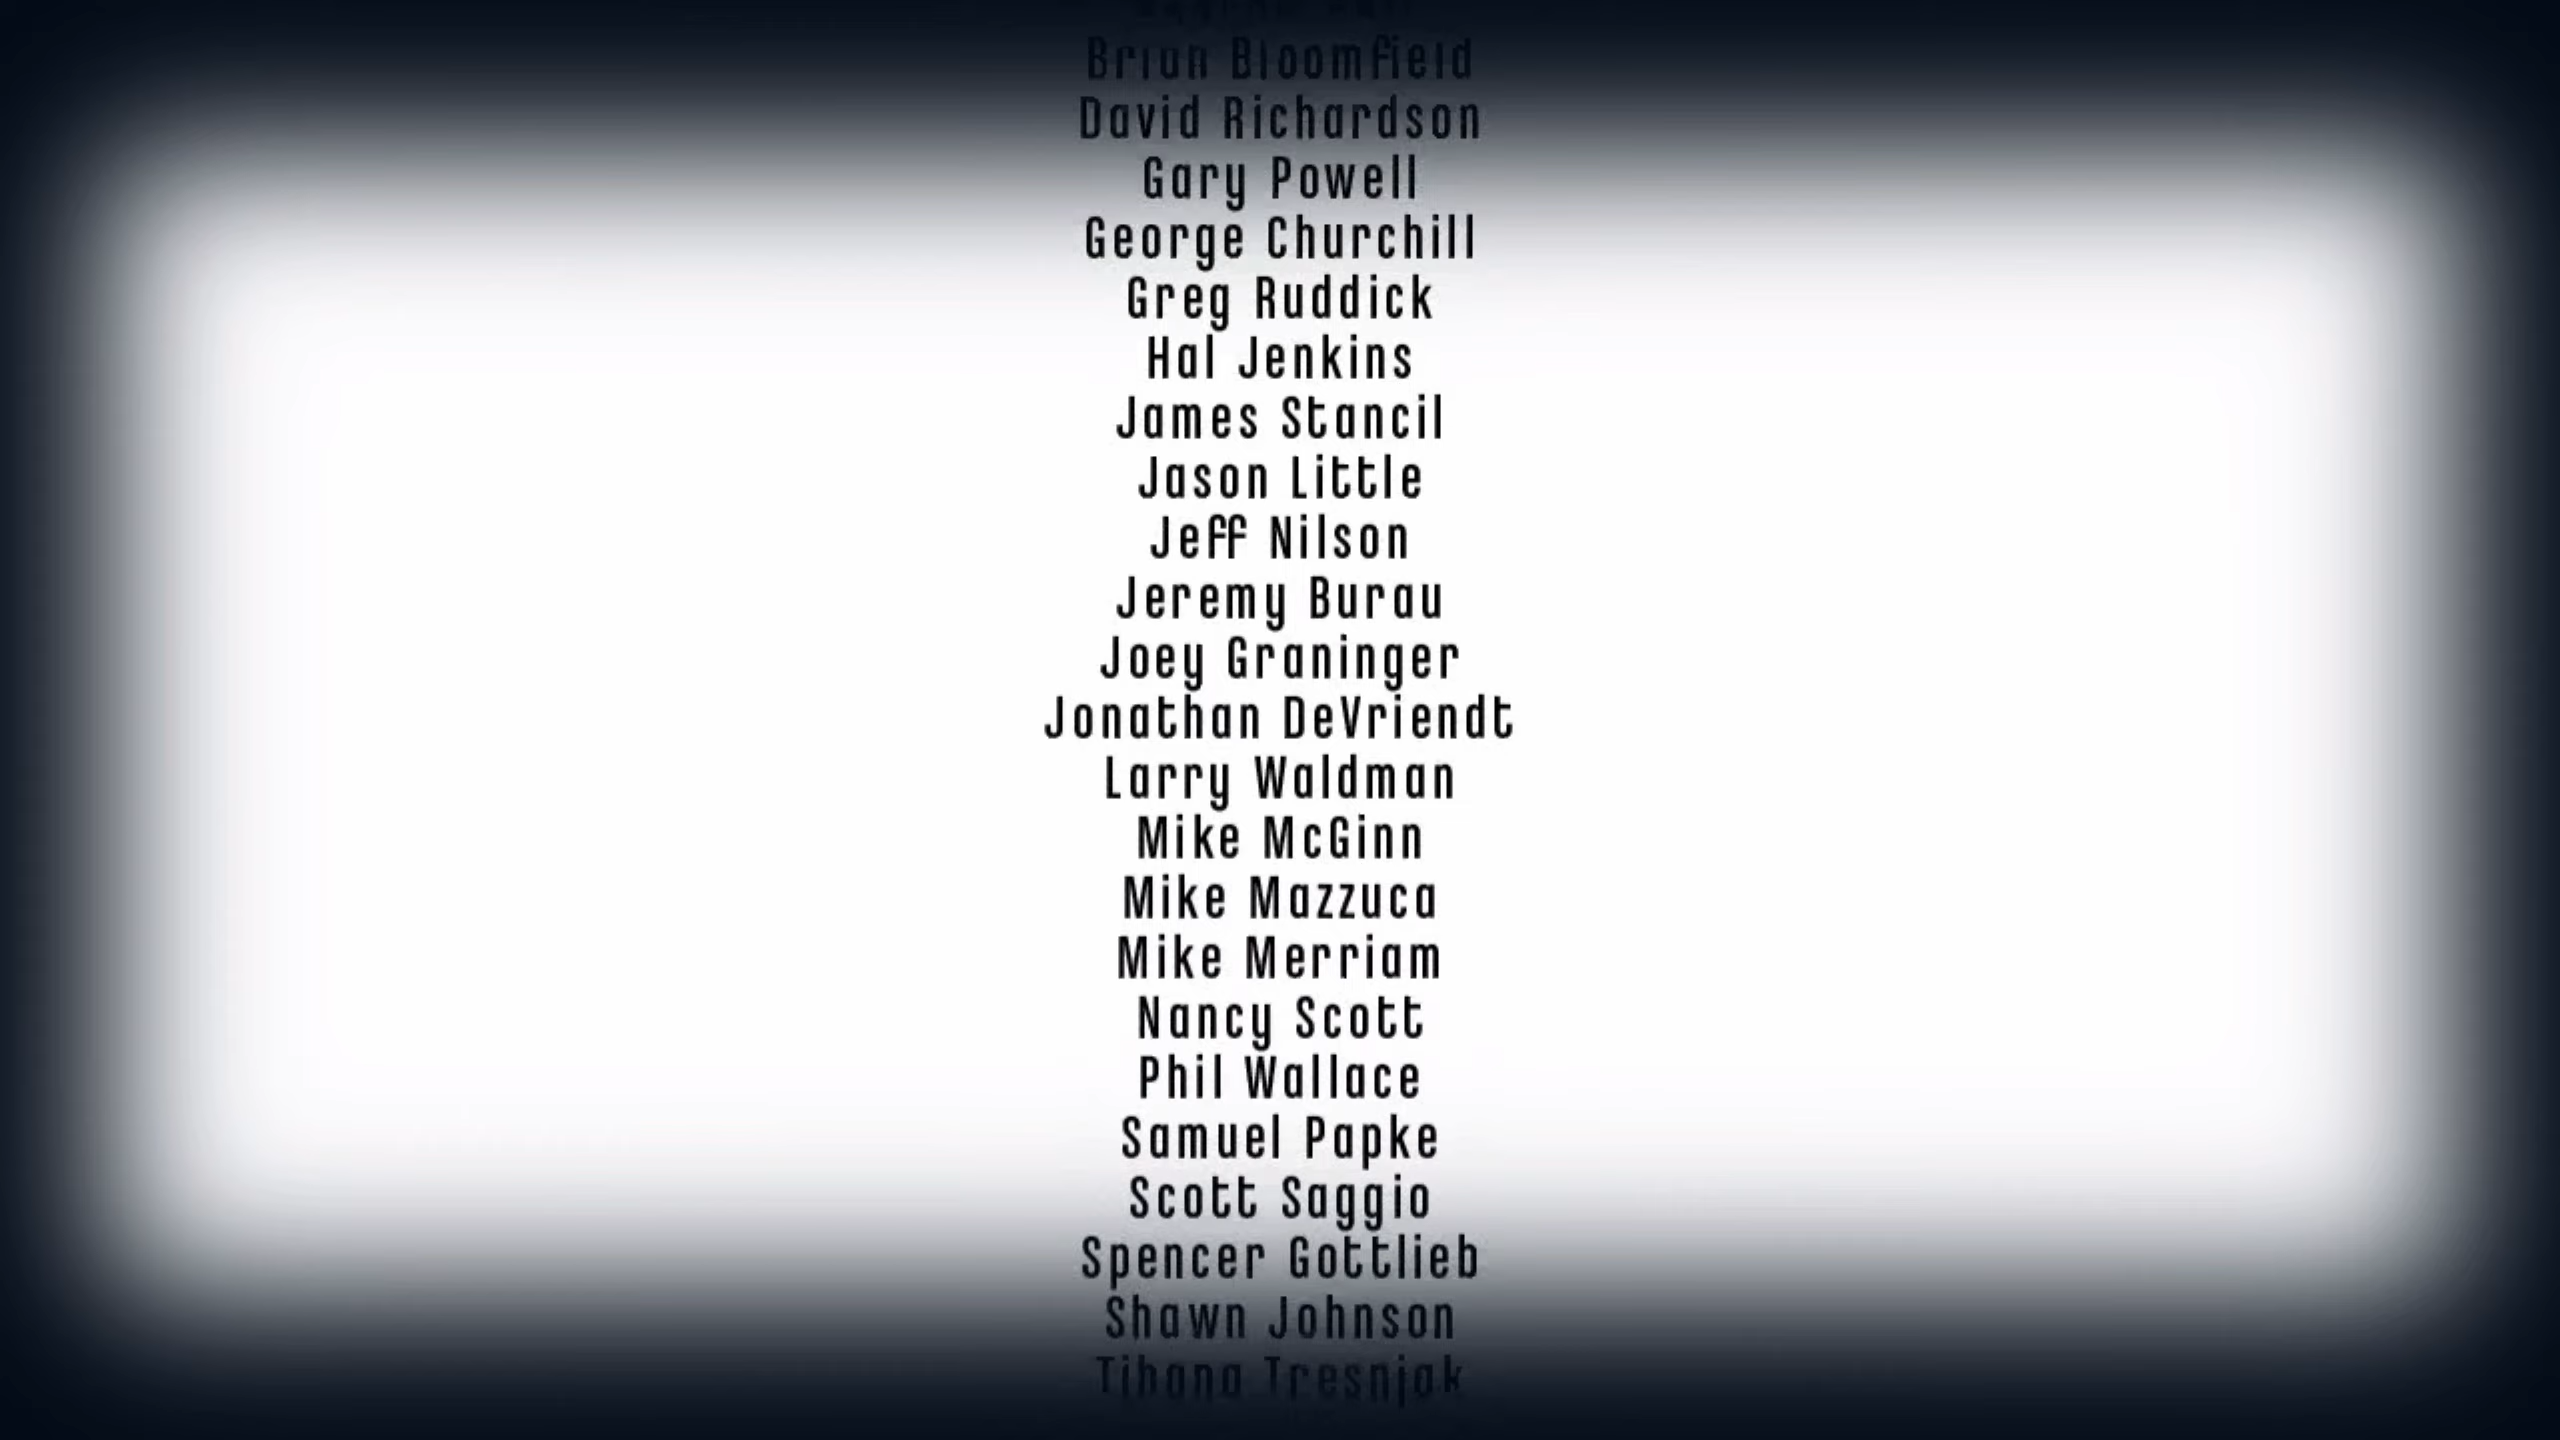 Brian Bloomfield
David Richardson
Gary Powell
George Churchill
Greg Ruddick
Hal Jenkins
James Stancil
Jason Little
Jeff Nilson
Jeremy Burau
Joey Graninger
Jonathan DeVriendt
Larry Waldman
Mike McGinn
Mike Mazzuca
Mike Merriam
Nancy Scott
Phil Wallace
Samuel Papke
Scott Saggio
Spencer Gottlieb
Shawn Johnson
Tihana Tresnjak